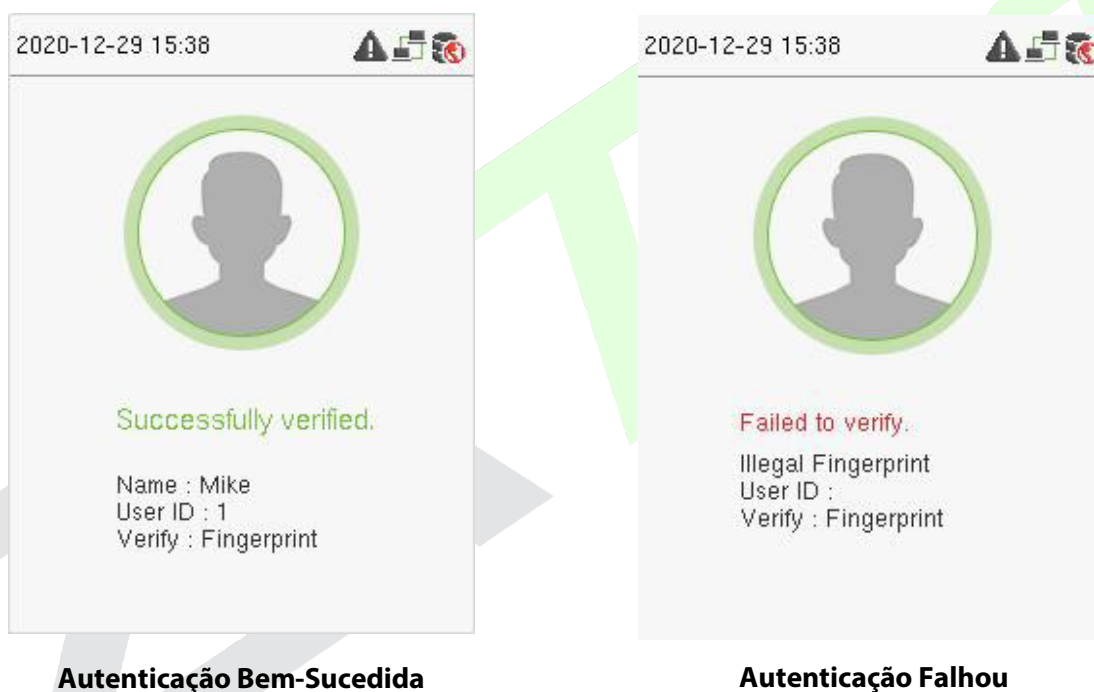 2020-12-29 15:38
Successfully verified.
Name : Mike
User ID : 1
Verify : Fingerprint
Autenticação Bem-Sucedida
2020-12-29 15:38
Failed to verify.
Illegal Fingerprint
User ID :
Verify : Fingerprint
Autenticação Falhou